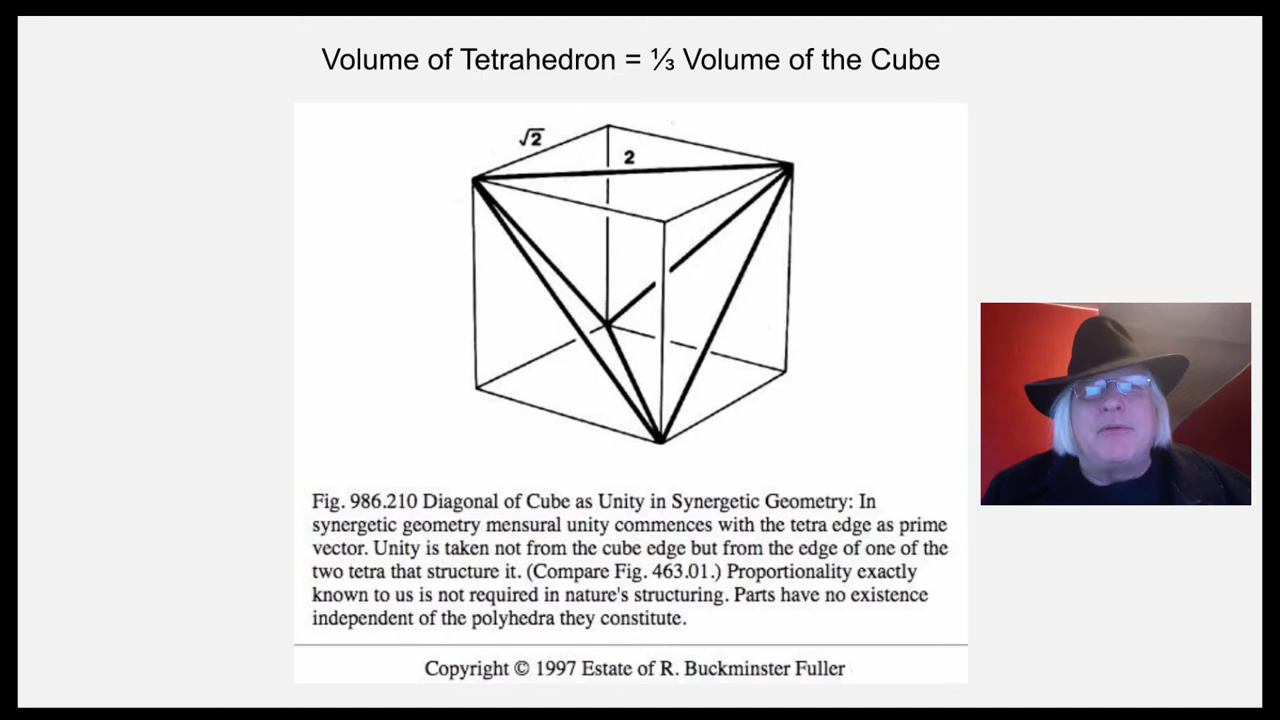 Volume of Tetrahedron = ⅓ Volume of the Cube
√2
2
Fig. 986.210 Diagonal of Cube as Unity in Synergetic Geometry: In
synergetic geometry mensural unity commences with the tetra edge as prime
vector. Unity is taken not from the cube edge but from the edge of one of the
two tetra that structure it. (Compare Fig. 463.01.) Proportionality exactly
known to us is not required in nature's structuring. Parts have no existence
independent of the polyhedra they constitute.
Copyright © 1997 Estate of R. Buckminster Fuller